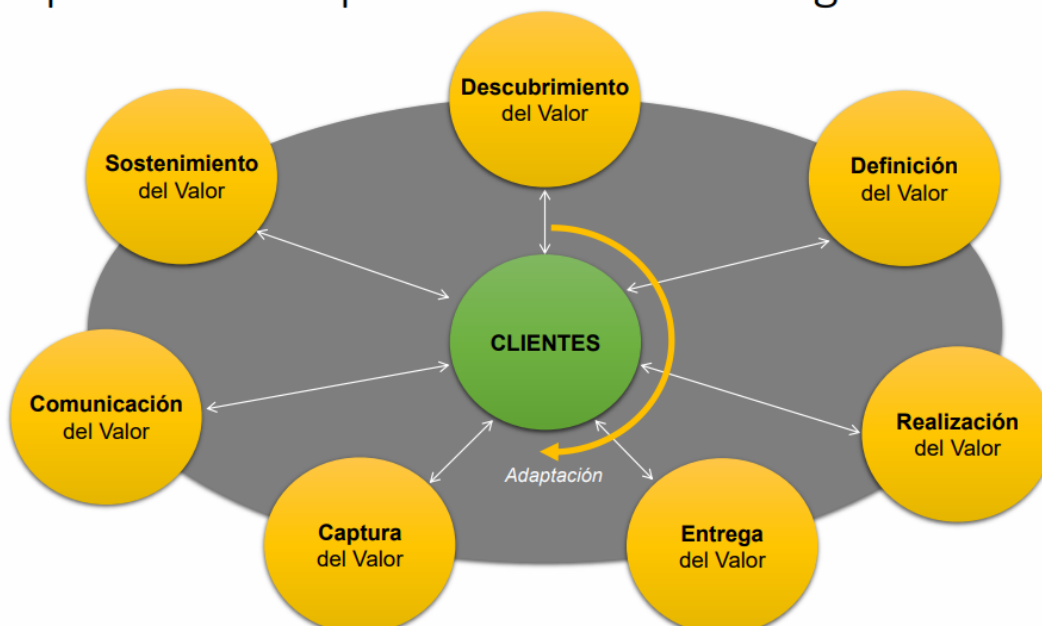 Descubrimiento
del Valor
Definición
del Valor
Realización
del Valor
Entrega
del Valor
Captura
del Valor
Comunicación
del Valor
Sostenimiento
del Valor
CLIENTES
Adaptación